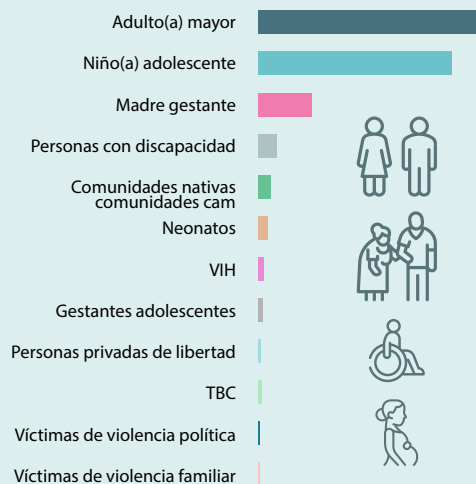 Adulto(a) mayor
Niño(a) adolescente
Madre gestante
Personas con discapacidad
Comunidades nativas
comunidades cam
Neonatos
VIH
Gestantes adolescentes
Personas privadas de libertad
TBC
Víctimas de violencia política
Víctimas de violencia familiar